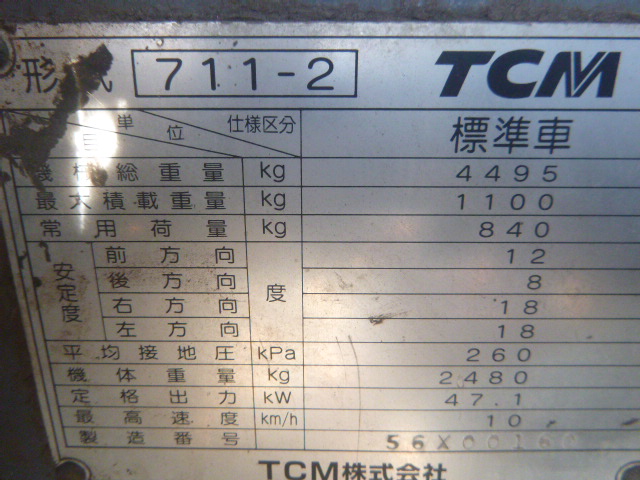 形式 711-2 TCM
単位 仕様区分 標準車
機械総重量 kg 4495
最大積載重量 kg 1100
常用荷重 kg 840
安定度 前方向 度 12
後方向 8
右方向 18
左方向 18
平均接地圧 kPa 260
機体重量 kg 2480
定格出力 kW 47.1
最高速度 km/h 10
製造番号 56X00160
TCM株式会社